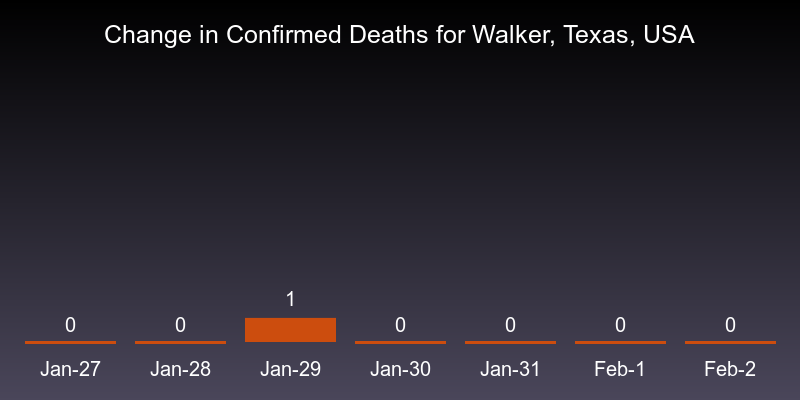 Change in Confirmed Deaths for Walker, Texas, USA
0 0 1 0 0 0 0
Jan-27 Jan-28 Jan-29 Jan-30 Jan-31 Feb-1 Feb-2